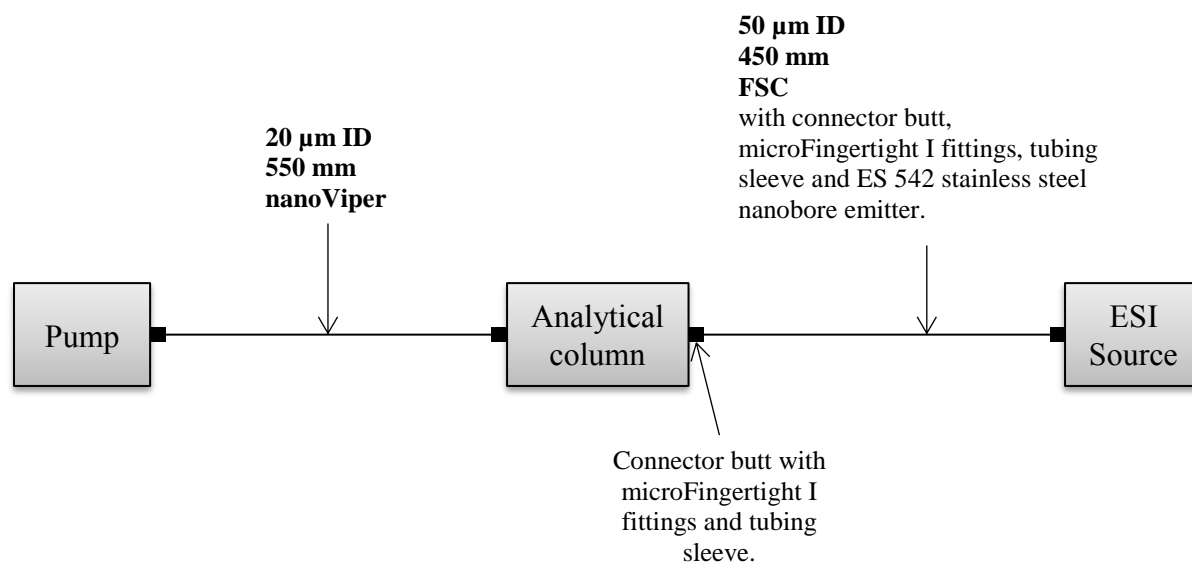 50 µm ID
450 mm
FSC
with connector butt,
microFingertight I fittings, tubing
sleeve and ES 542 stainless steel
nanobore emitter.
20 µm ID
550 mm
nanoViper
Pump
Analytical
column
ESI
Source
Connector butt with
microFingertight I
fittings and tubing
sleeve.